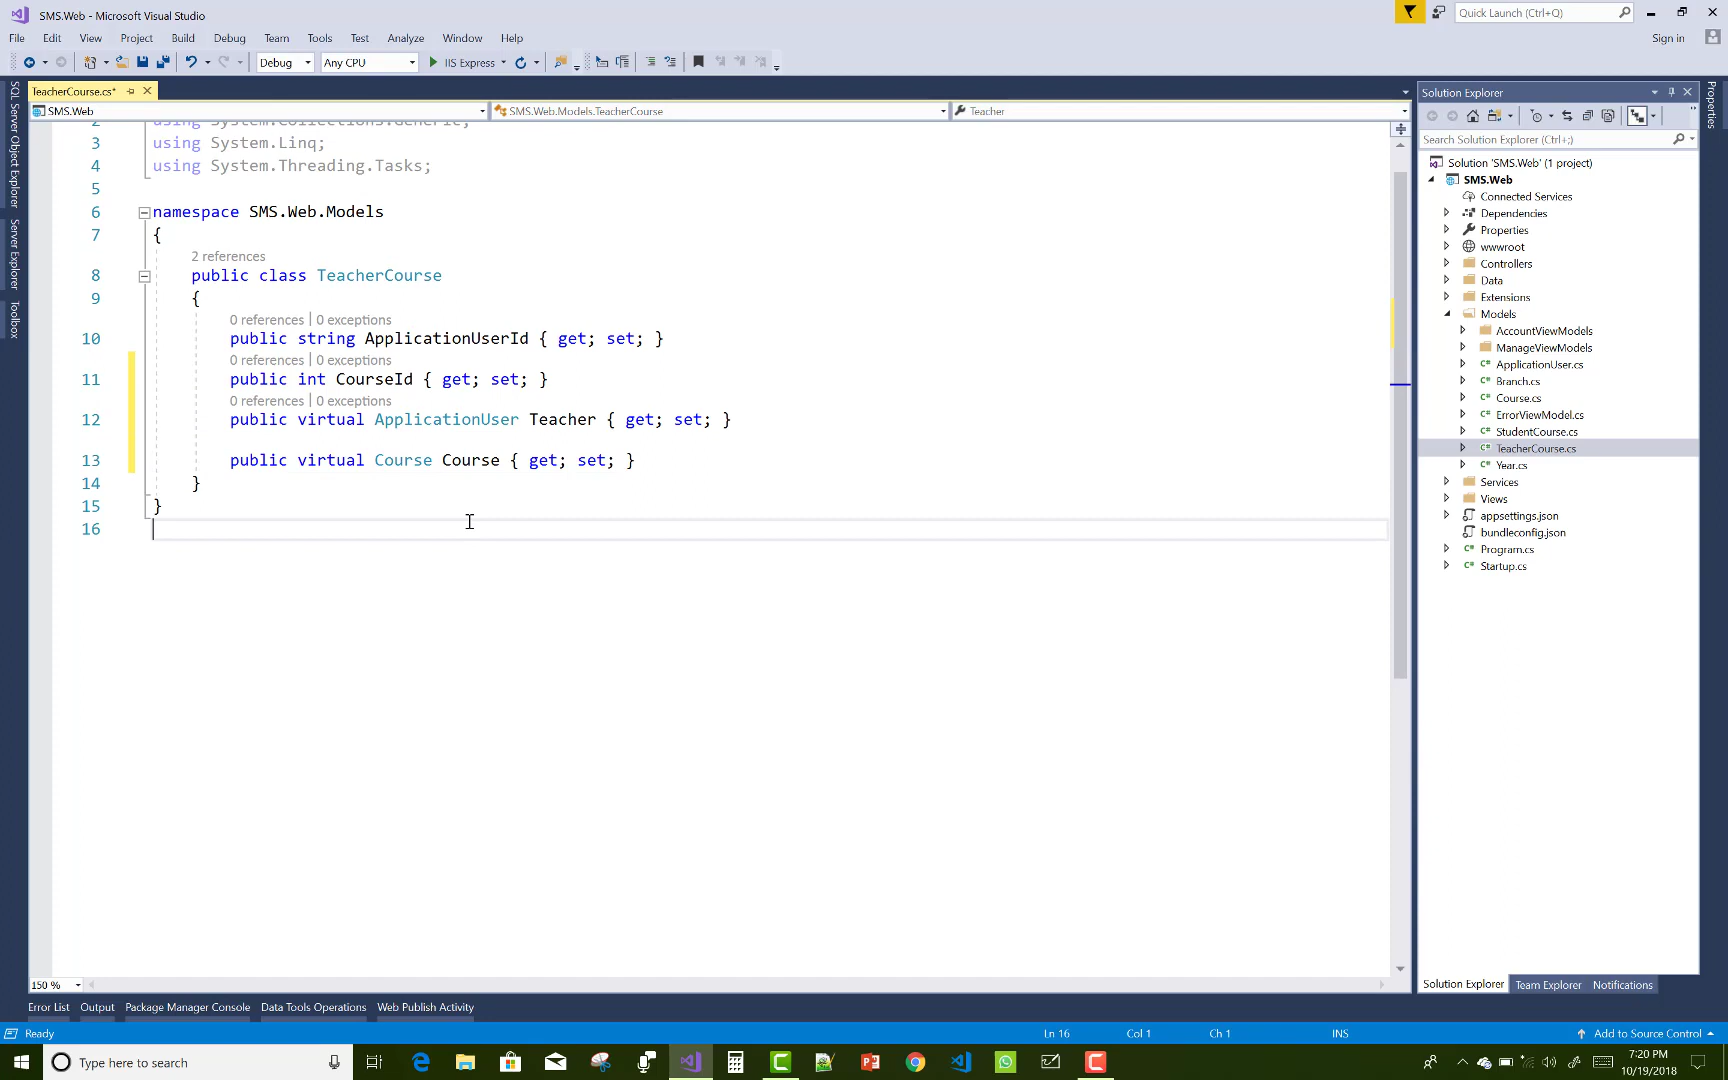 SMS.Web - Microsoft Visual Studio
Quick Launch (Ctrl+Q)
File Edit View Project Build Debug Team Tools Test Analyze Window Help
Sign in
Debug Any CPU IIS Express
SQL Server Object Explorer
Server Explorer
Toolbox
TeacherCourse.cs*
SMS.Web SMS.Web.Models.TeacherCourse Teacher
2 using System.Collections.Generic;
3 using System.Linq;
4 using System.Threading.Tasks;
5
6 namespace SMS.Web.Models
7 {
2 references
8 public class TeacherCourse
9 {
0 references | 0 exceptions
10 public string ApplicationUserId { get; set; }
0 references | 0 exceptions
11 public int CourseId { get; set; }
0 references | 0 exceptions
12 public virtual ApplicationUser Teacher { get; set; }
13 public virtual Course Course { get; set; }
14 }
15 }
16
150 %
Solution Explorer
Search Solution Explorer (Ctrl+;)
Solution 'SMS.Web' (1 project)
SMS.Web
Connected Services
Dependencies
Properties
wwwroot
Controllers
Data
Extensions
Models
AccountViewModels
ManageViewModels
C# ApplicationUser.cs
C# Branch.cs
C# Course.cs
C# ErrorViewModel.cs
C# StudentCourse.cs
C# TeacherCourse.cs
C# Year.cs
Services
Views
appsettings.json
bundleconfig.json
C# Program.cs
C# Startup.cs
Solution Explorer Team Explorer Notifications
Properties
Error List Output Package Manager Console Data Tools Operations Web Publish Activity
Ready Ln 16 Col 1 Ch 1 INS Add to Source Control
Type here to search
7:20 PM
10/19/2018